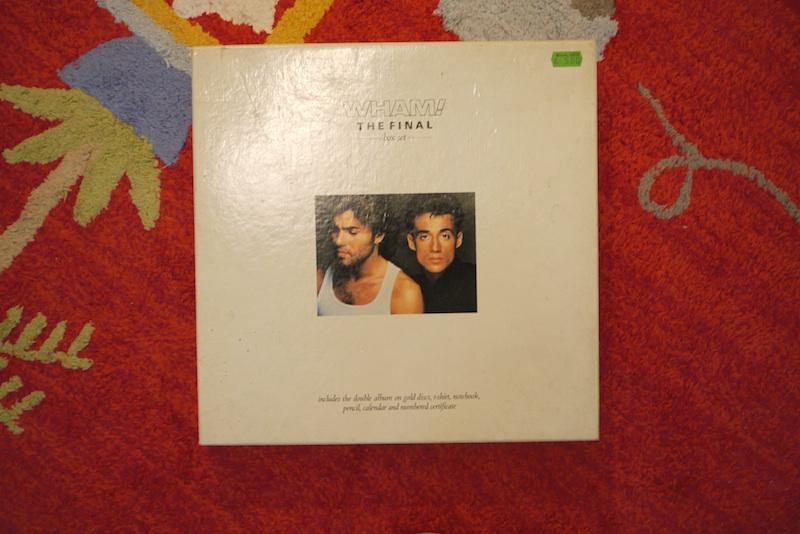 WHAM!
THE FINAL
box set
includes the double album on gold discs, t-shirt, notebook,
pencil, calendar and numbered certificate